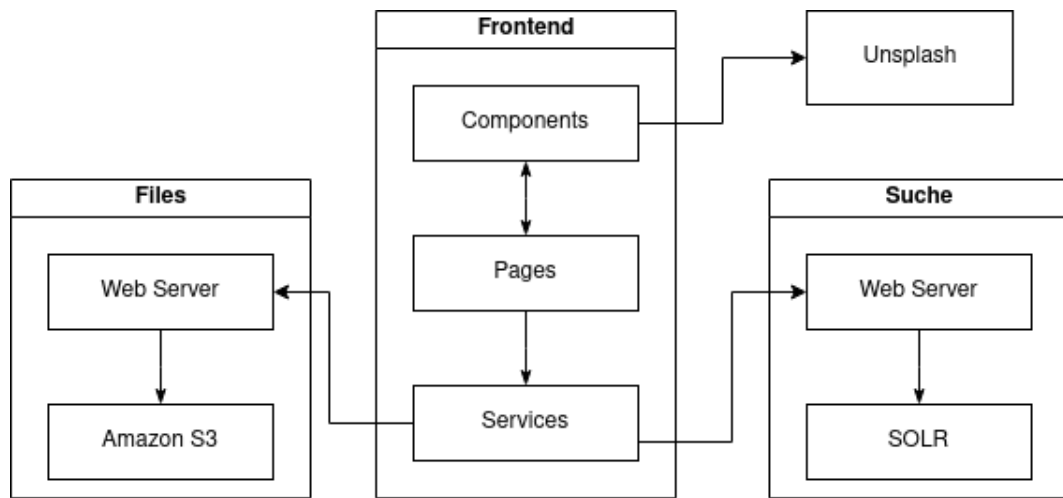 Frontend
Components
Pages
Services
Unsplash
Files
Web Server
Amazon S3
Suche
Web Server
SOLR